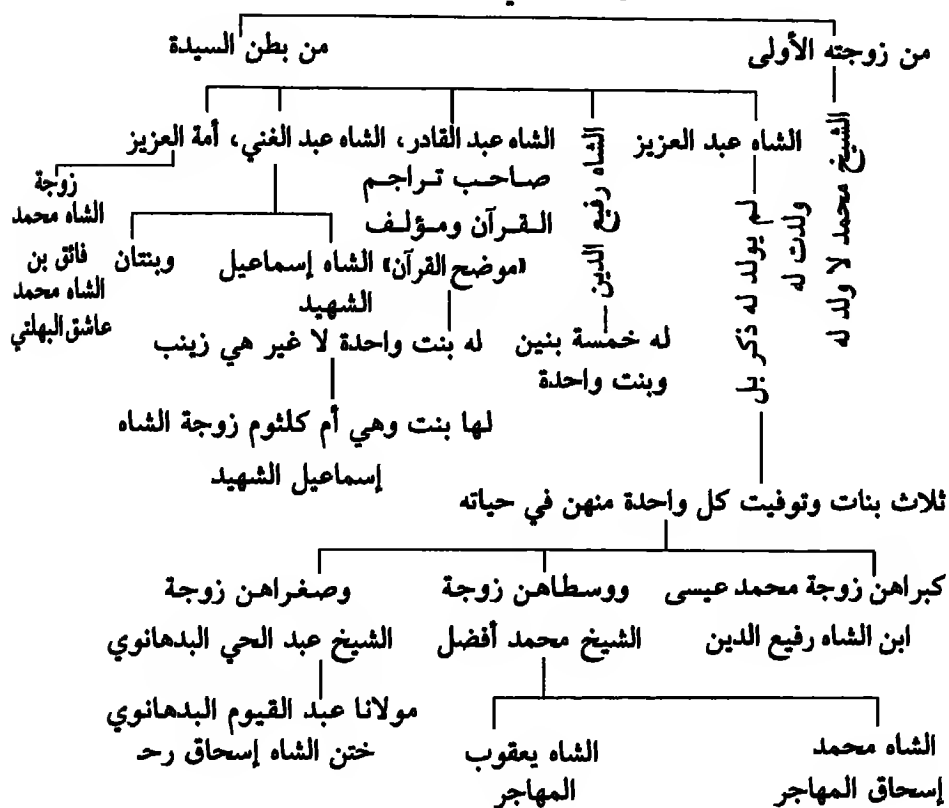 من زوجته الأولى
من بطن السيدة
الشيخ محمد لا ولد له
الشاه عبد العزيز
لم يولد له ذكر بل
ولدت له
الشاه رفيع الدين
له خمسة بنين
وبنت واحدة
الشاه عبد القادر، الشاه عبد الغني، أمة العزيز
صاحب تراجم
القرآن ومؤلف
«موضح القرآن»
له بنت واحدة لا غير هي زينب
لها بنت وهي أم كلثوم زوجة الشاه
إسماعيل الشهيد
الشاه إسماعيل
الشهيد
وبنتان
زوجة
الشاه محمد
فائق بن
الشاه محمد
عاشق البهلني
ثلاث بنات وتوفيت كل واحدة منهن في حياته
كبراهن زوجة محمد عيسى
ابن الشاه رفيع الدين
ووسطاهن زوجة
الشيخ محمد أفضل
وصغراهن زوجة
الشيخ عبد الحي البدهانوي
مولانا عبد القيوم البدهانوي
ختن الشاه إسحاق رح
الشاه محمد
إسحاق المهاجر
الشاه يعقوب
المهاجر